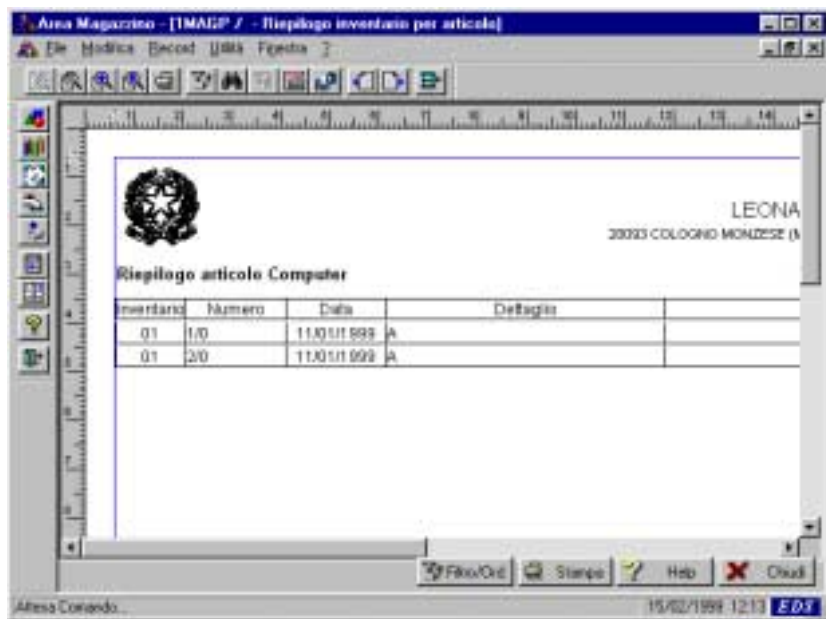 Area Magazzino - [1MAGP / - Riepilogo inventario per articolo]
File Modifica Record Utilità Finestra ?
LEONA
20093 COLOGNO MONZESE (M
Riepilogo articolo Computer
Inventario Numero Data Dettaglio
01 1/0 11/01/1999 A
01 2/0 11/01/1999 A
Filtro/Ord Stampa Help Chiudi
Attesa Comando... 15/02/1999 12:13 EDS